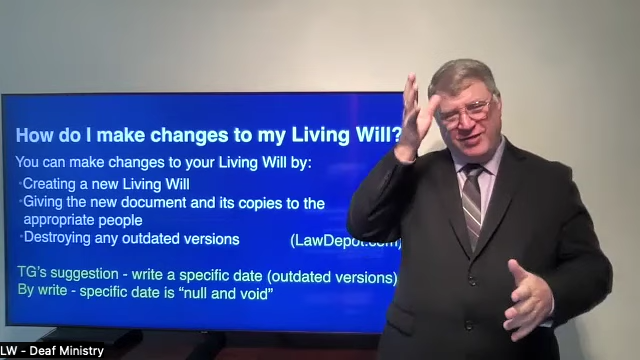 How do I make changes to my Living Will?
You can make changes to your Living Will by:
·Creating a new Living Will
·Giving the new document and its copies to the
appropriate people
·Destroying any outdated versions (LawDepot.com)
TG's suggestion - write a specific date (outdated versions)
By write - specific date is “null and void”
LW - Deaf Ministry